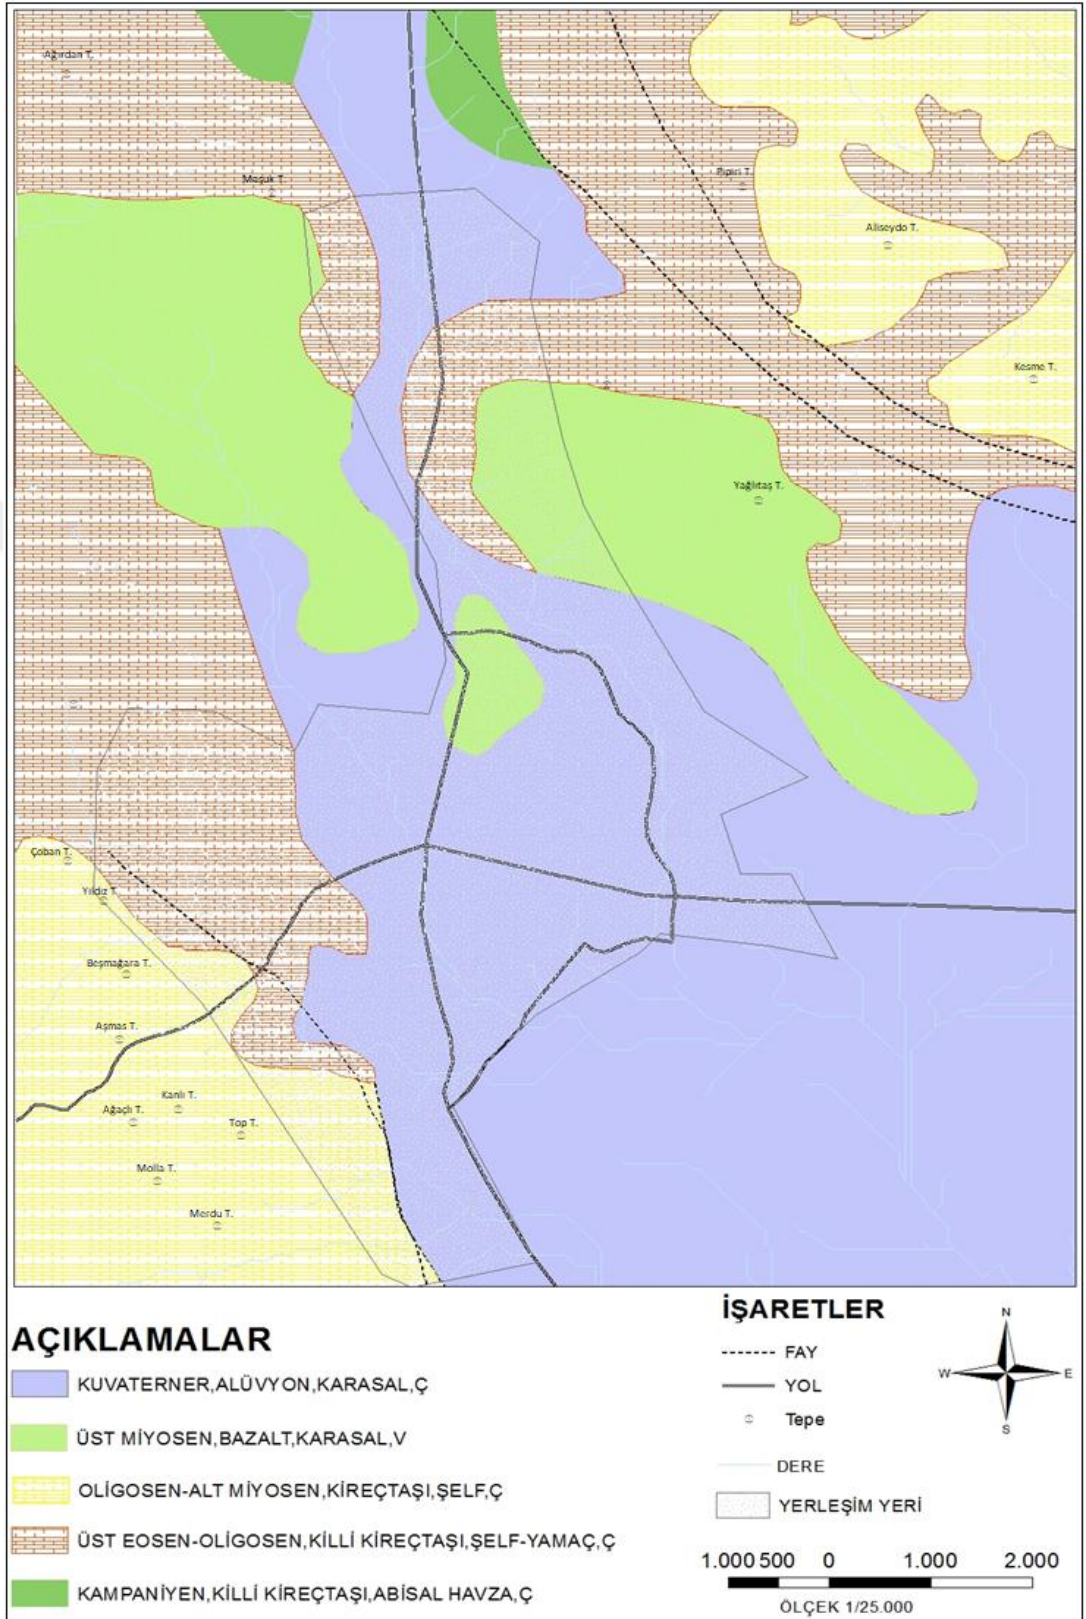 Ağırdan T.
Maşuk T.
Pıpıri T.
Aliseydo T.
Kesme T.
Yağlıtaş T.
Çoban T.
Yıldız T.
Beşmağara T.
Aşmas T.
Kanlı T.
Ağaçlı T.
Top T.
Molla T.
Merdu T.
AÇIKLAMALAR
KUVATERNER,ALÜVYON,KARASAL,Ç
ÜST MİYOSEN,BAZALT,KARASAL,V
OLİGOSEN-ALT MİYOSEN,KİREÇTAŞI,ŞELF,Ç
ÜST EOSEN-OLİGOSEN,KİLLİ KİREÇTAŞI,ŞELF-YAMAÇ,Ç
KAMPANİYEN,KİLLİ KİREÇTAŞI,ABİSAL HAVZA,Ç
İŞARETLER
FAY
YOL
Tepe
DERE
YERLEŞİM YERİ
N
W E
S
1.000 500 0 1.000 2.000
ÖLÇEK 1/25.000